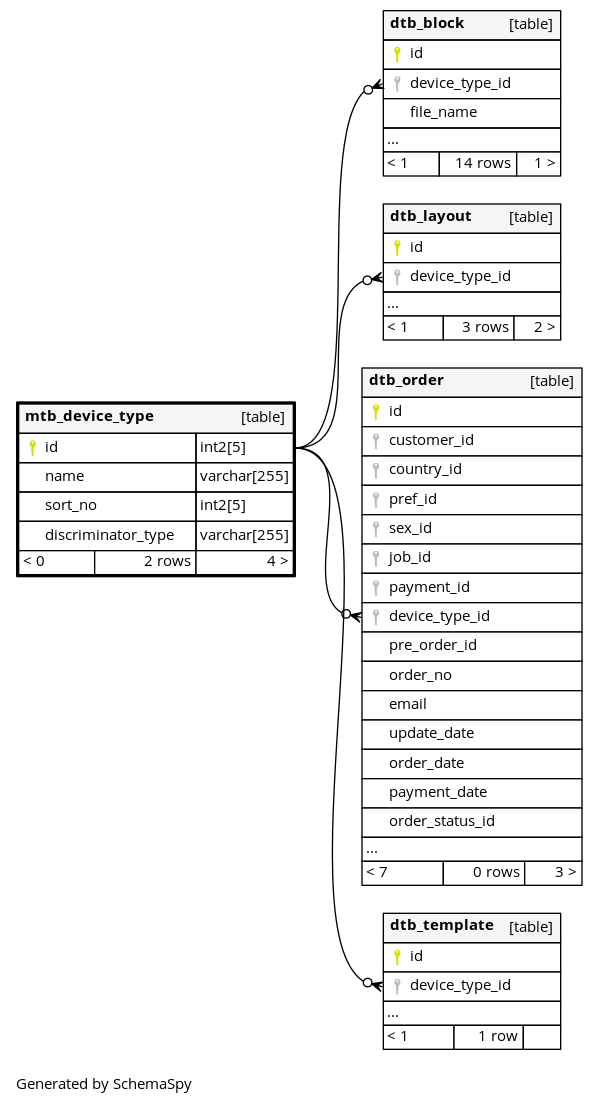 dtb_block [table]
id
device_type_id
file_name
...
< 1 14 rows 1 >
dtb_layout [table]
id
device_type_id
...
< 1 3 rows 2 >
mtb_device_type [table]
id int2[5]
name varchar[255]
sort_no int2[5]
discriminator_type varchar[255]
< 0 2 rows 4 >
dtb_order [table]
id
customer_id
country_id
pref_id
sex_id
job_id
payment_id
device_type_id
pre_order_id
order_no
email
update_date
order_date
payment_date
order_status_id
...
< 7 0 rows 3 >
dtb_template [table]
id
device_type_id
...
< 1 1 row
Generated by SchemaSpy